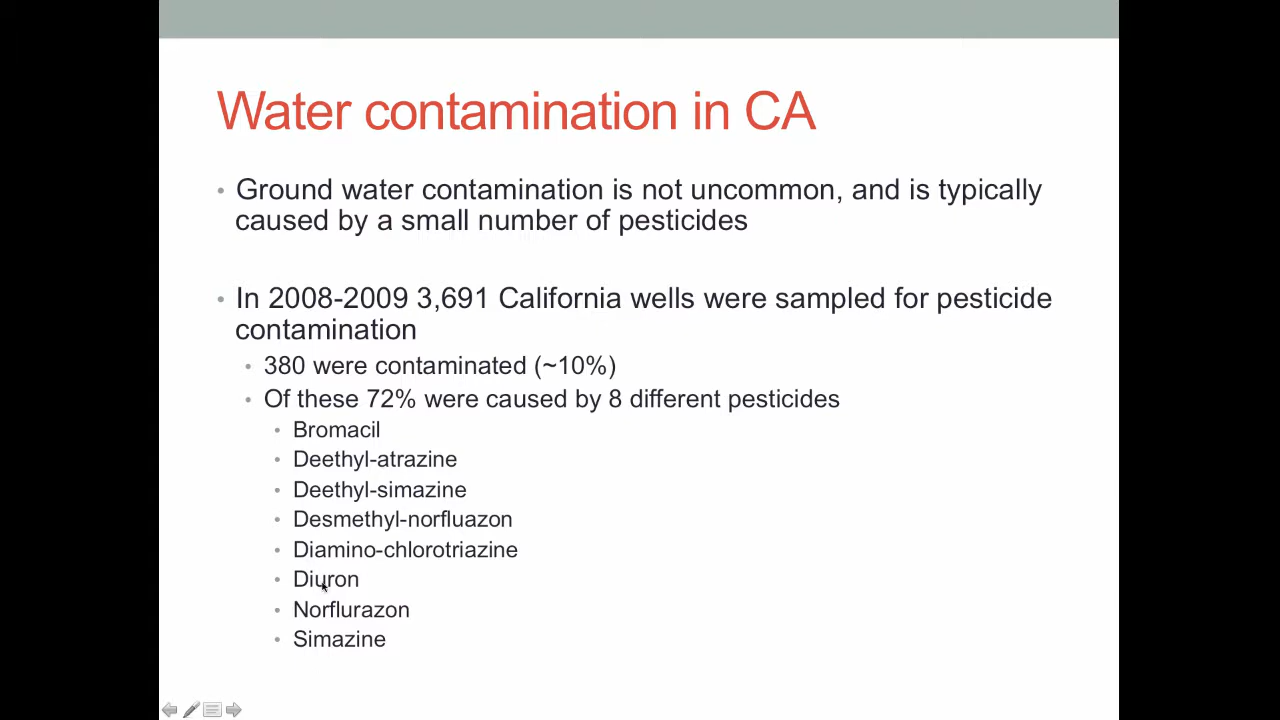 Water contamination in CA
• Ground water contamination is not uncommon, and is typically
caused by a small number of pesticides
• In 2008-2009 3,691 California wells were sampled for pesticide
contamination
• 380 were contaminated (~10%)
• Of these 72% were caused by 8 different pesticides
• Bromacil
• Deethyl-atrazine
• Deethyl-simazine
• Desmethyl-norfluazon
• Diamino-chlorotriazine
• Diuron
• Norflurazon
• Simazine